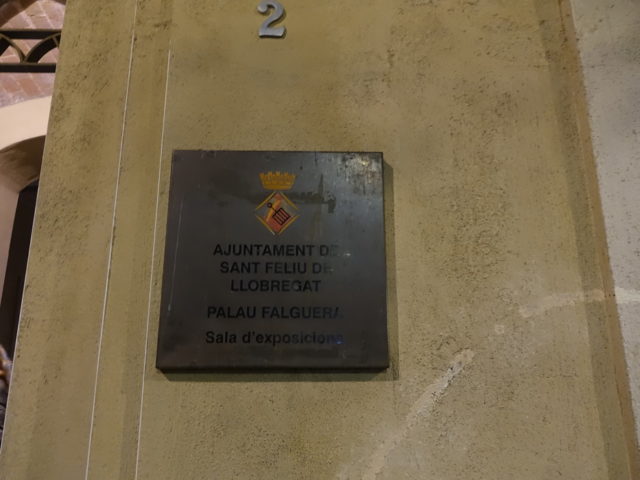 2
AJUNTAMENT DE
SANT FELIU DE
LLOBREGAT
PALAU FALGUERA
Sala d'exposicions